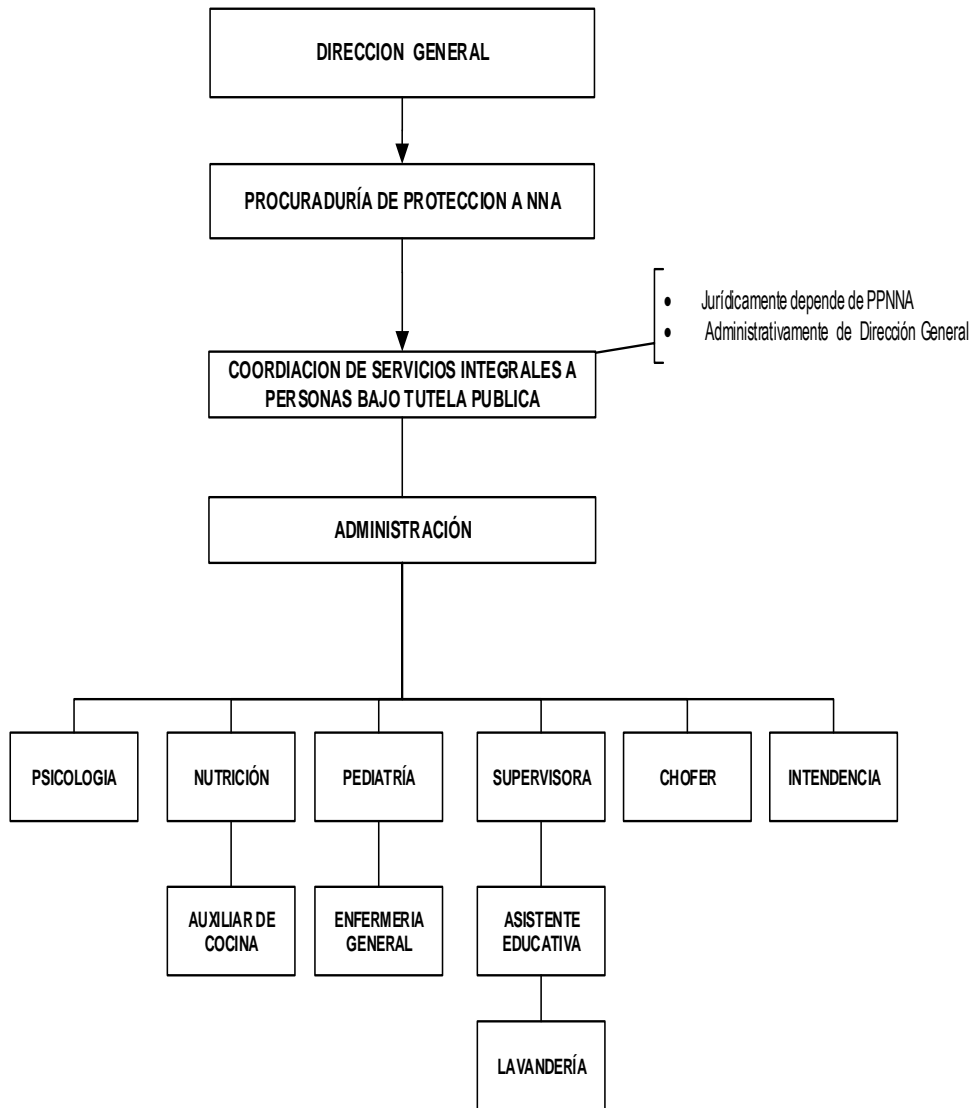 DIRECCION GENERAL
PROCURADURÍA DE PROTECCION A NNA
• Jurídicamente depende de PPNNA
• Administrativamente de Dirección General
COORDIACION DE SERVICIOS INTEGRALES A
PERSONAS BAJO TUTELA PUBLICA
ADMINISTRACIÓN
PSICOLOGIA
NUTRICIÓN
PEDIATRÍA
SUPERVISORA
CHOFER
INTENDENCIA
AUXILIAR DE
COCINA
ENFERMERIA
GENERAL
ASISTENTE
EDUCATIVA
LAVANDERÍA